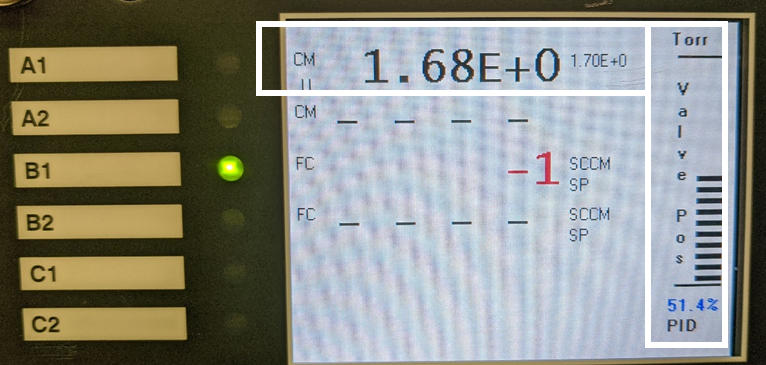 A1
A2
B1
B2
C1
C2
CM 1.68E+0 1.70E+0
CM — — — —
FC -1 SCCM
SP
FC — — — — SCCM
SP
Torr
Valve Pos
51.4%
PID